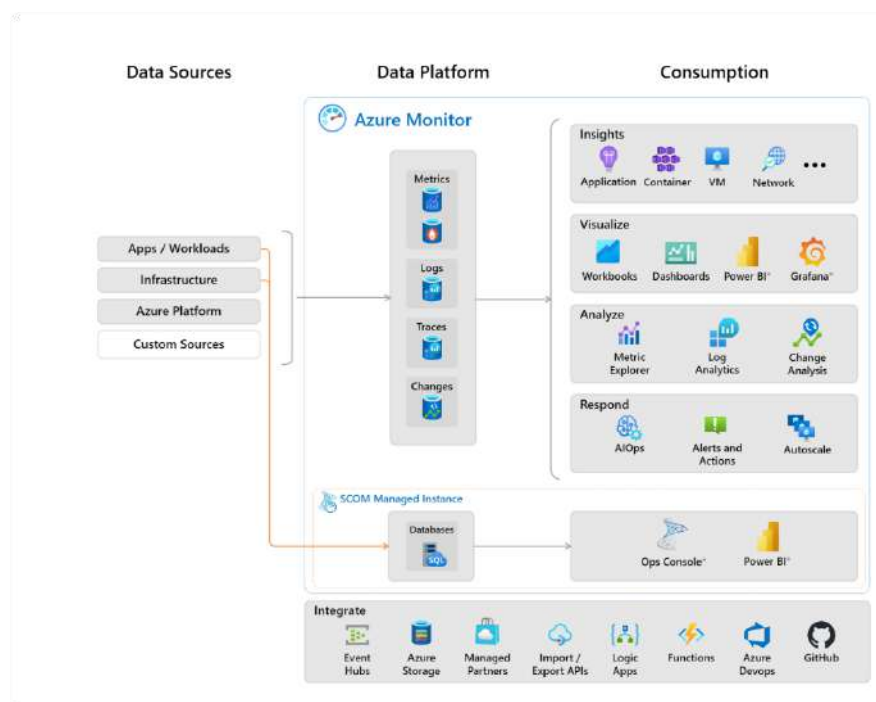 Data Sources
Data Platform
Consumption
Azure Monitor
Apps / Workloads
Infrastructure
Azure Platform
Custom Sources
Metrics
Logs
Traces
Changes
Insights
Application
Container
VM
Network
Visualize
Workbooks
Dashboards
Power BI*
Grafana*
Analyze
Metric
Explorer
Log
Analytics
Change
Analysis
Respond
AIOps
Alerts and
Actions
Autoscale
SCOM Managed Instance
Databases
SQL
Ops Console*
Power BI*
Integrate
Event
Hubs
Azure
Storage
Managed
Partners
Import /
Export APIs
Logic
Apps
Functions
Azure
Devops
GitHub